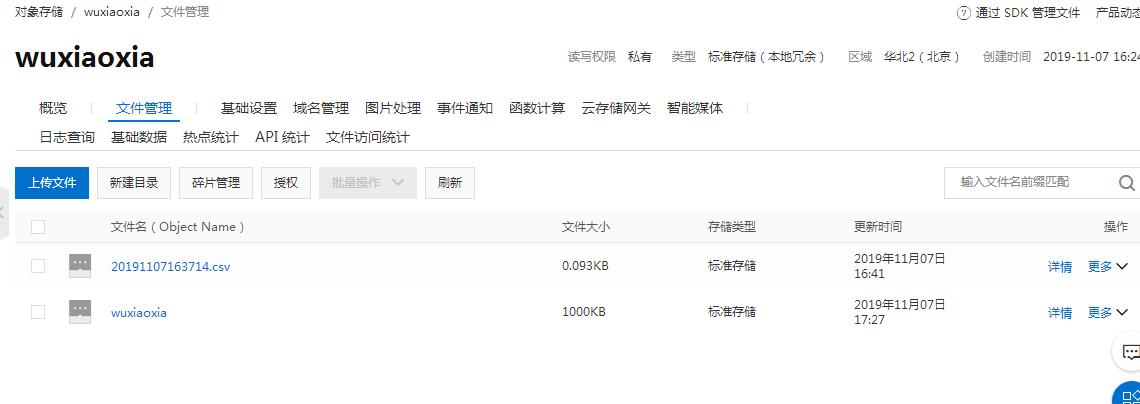 对象存储 / wuxiaoxia / 文件管理
通过 SDK 管理文件 产品动态
wuxiaoxia
读写权限 私有 类型 标准存储（本地冗余） 区域 华北2（北京） 创建时间 2019-11-07 16:24
概览 文件管理 基础设置 域名管理 图片处理 事件通知 函数计算 云存储网关 智能媒体
日志查询 基础数据 热点统计 API 统计 文件访问统计
上传文件 新建目录 碎片管理 授权 批量操作 刷新 输入文件名前缀匹配
文件名（Object Name） 文件大小 存储类型 更新时间 操作
20191107163714.csv 0.093KB 标准存储 2019年11月07日 详情 更多
16:41
wuxiaoxia 1000KB 标准存储 2019年11月07日 详情 更多
17:27